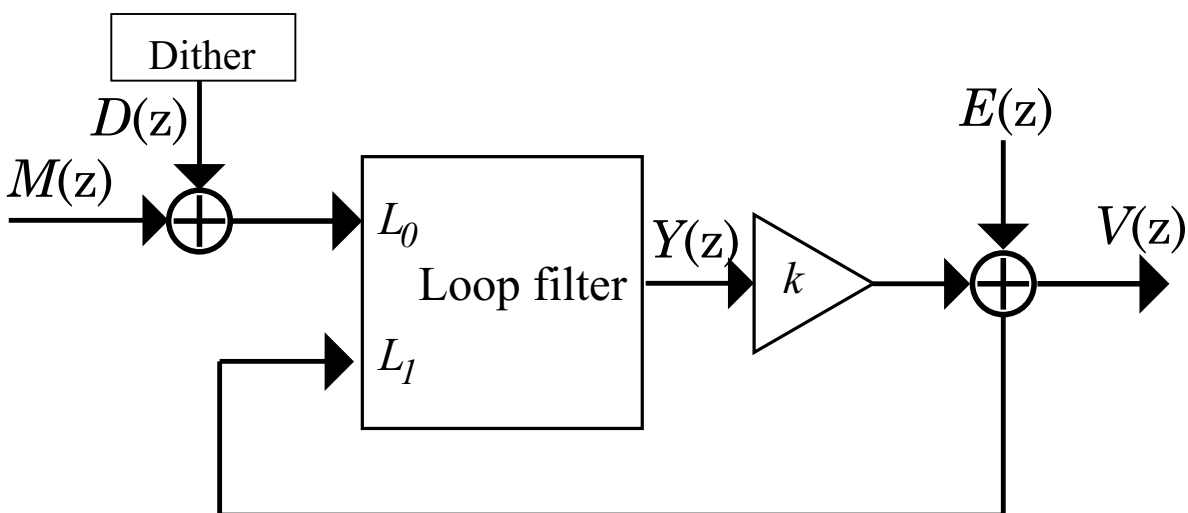 Dither
D(z)
E(z)
M(z)
V(z)
L0
Y(z)
k
Loop filter
L1